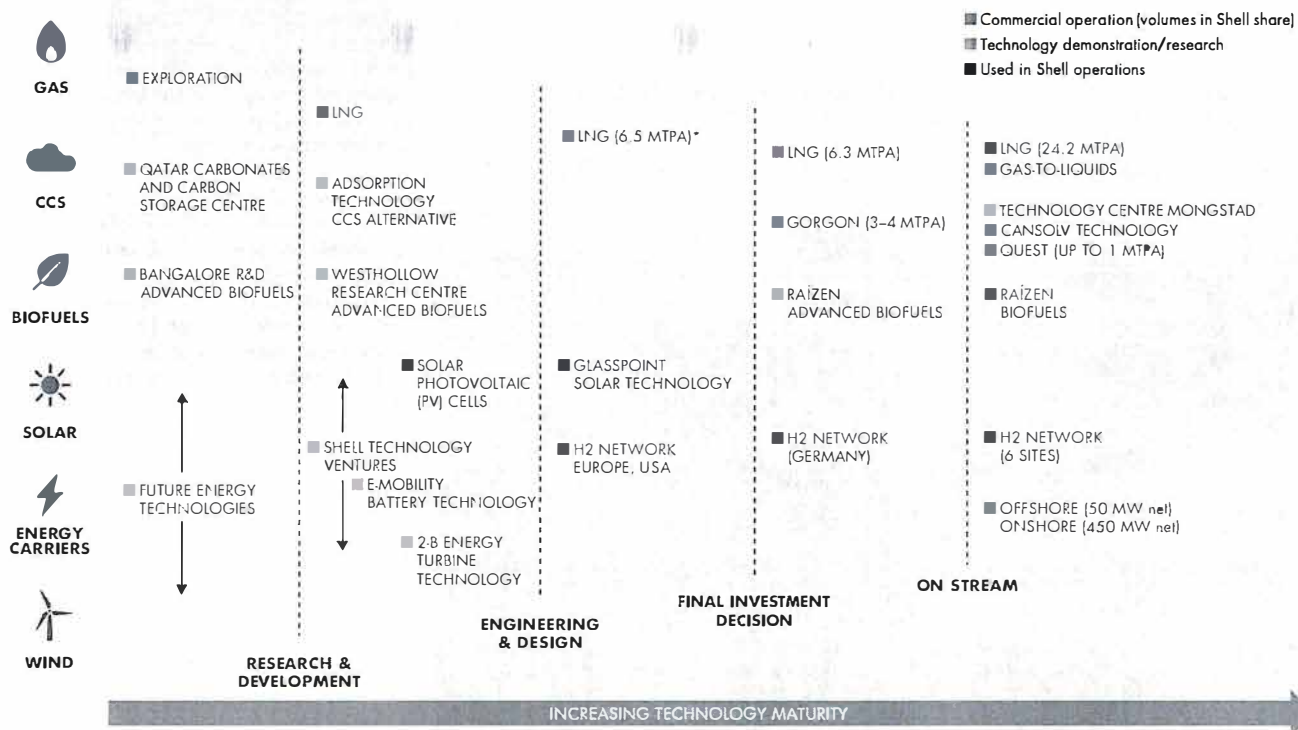 Commercial operation (volumes in Shell share)
Technology demonstration/research
Used in Shell operations
GAS
EXPLORATION
LNG
LNG (6.5 MTPA)*
LNG (6.3 MTPA)
LNG (24.2 MTPA)
GAS-TO-LIQUIDS
CCS
QATAR CARBONATES
AND CARBON
STORAGE CENTRE
ADSORPTION
TECHNOLOGY
CCS ALTERNATIVE
GORGON (3–4 MTPA)
TECHNOLOGY CENTRE MONGSTAD
CANSOLV TECHNOLOGY
QUEST (UP TO 1 MTPA)
BIOFUELS
BANGALORE R&D
ADVANCED BIOFUELS
WESTHOLLOW
RESEARCH CENTRE
ADVANCED BIOFUELS
RAÍZEN
ADVANCED BIOFUELS
RAÍZEN
BIOFUELS
SOLAR
SOLAR
PHOTOVOLTAIC
(PV) CELLS
GLASSPOINT
SOLAR TECHNOLOGY
SHELL TECHNOLOGY
VENTURES
H2 NETWORK
EUROPE, USA
H2 NETWORK
(GERMANY)
H2 NETWORK
(6 SITES)
ENERGY
CARRIERS
FUTURE ENERGY
TECHNOLOGIES
E-MOBILITY
BATTERY TECHNOLOGY
2-B ENERGY
TURBINE
TECHNOLOGY
OFFSHORE (50 MW net)
ONSHORE (450 MW net)
WIND
RESEARCH &
DEVELOPMENT
ENGINEERING
& DESIGN
FINAL INVESTMENT
DECISION
ON STREAM
INCREASING TECHNOLOGY MATURITY